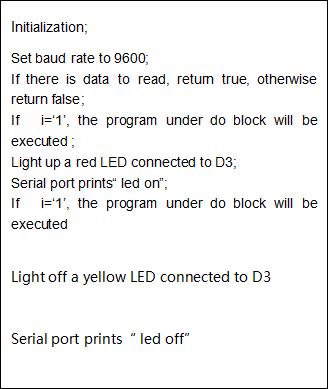 Initialization;
Set baud rate to 9600;
If there is data to read, return true, otherwise
return false;
If i=‘1’, the program under do block will be
executed ;
Light up a red LED connected to D3;
Serial port prints“ led on”;
If i=‘1’, the program under do block will be
executed
Light off a yellow LED connected to D3
Serial port prints “ led off”